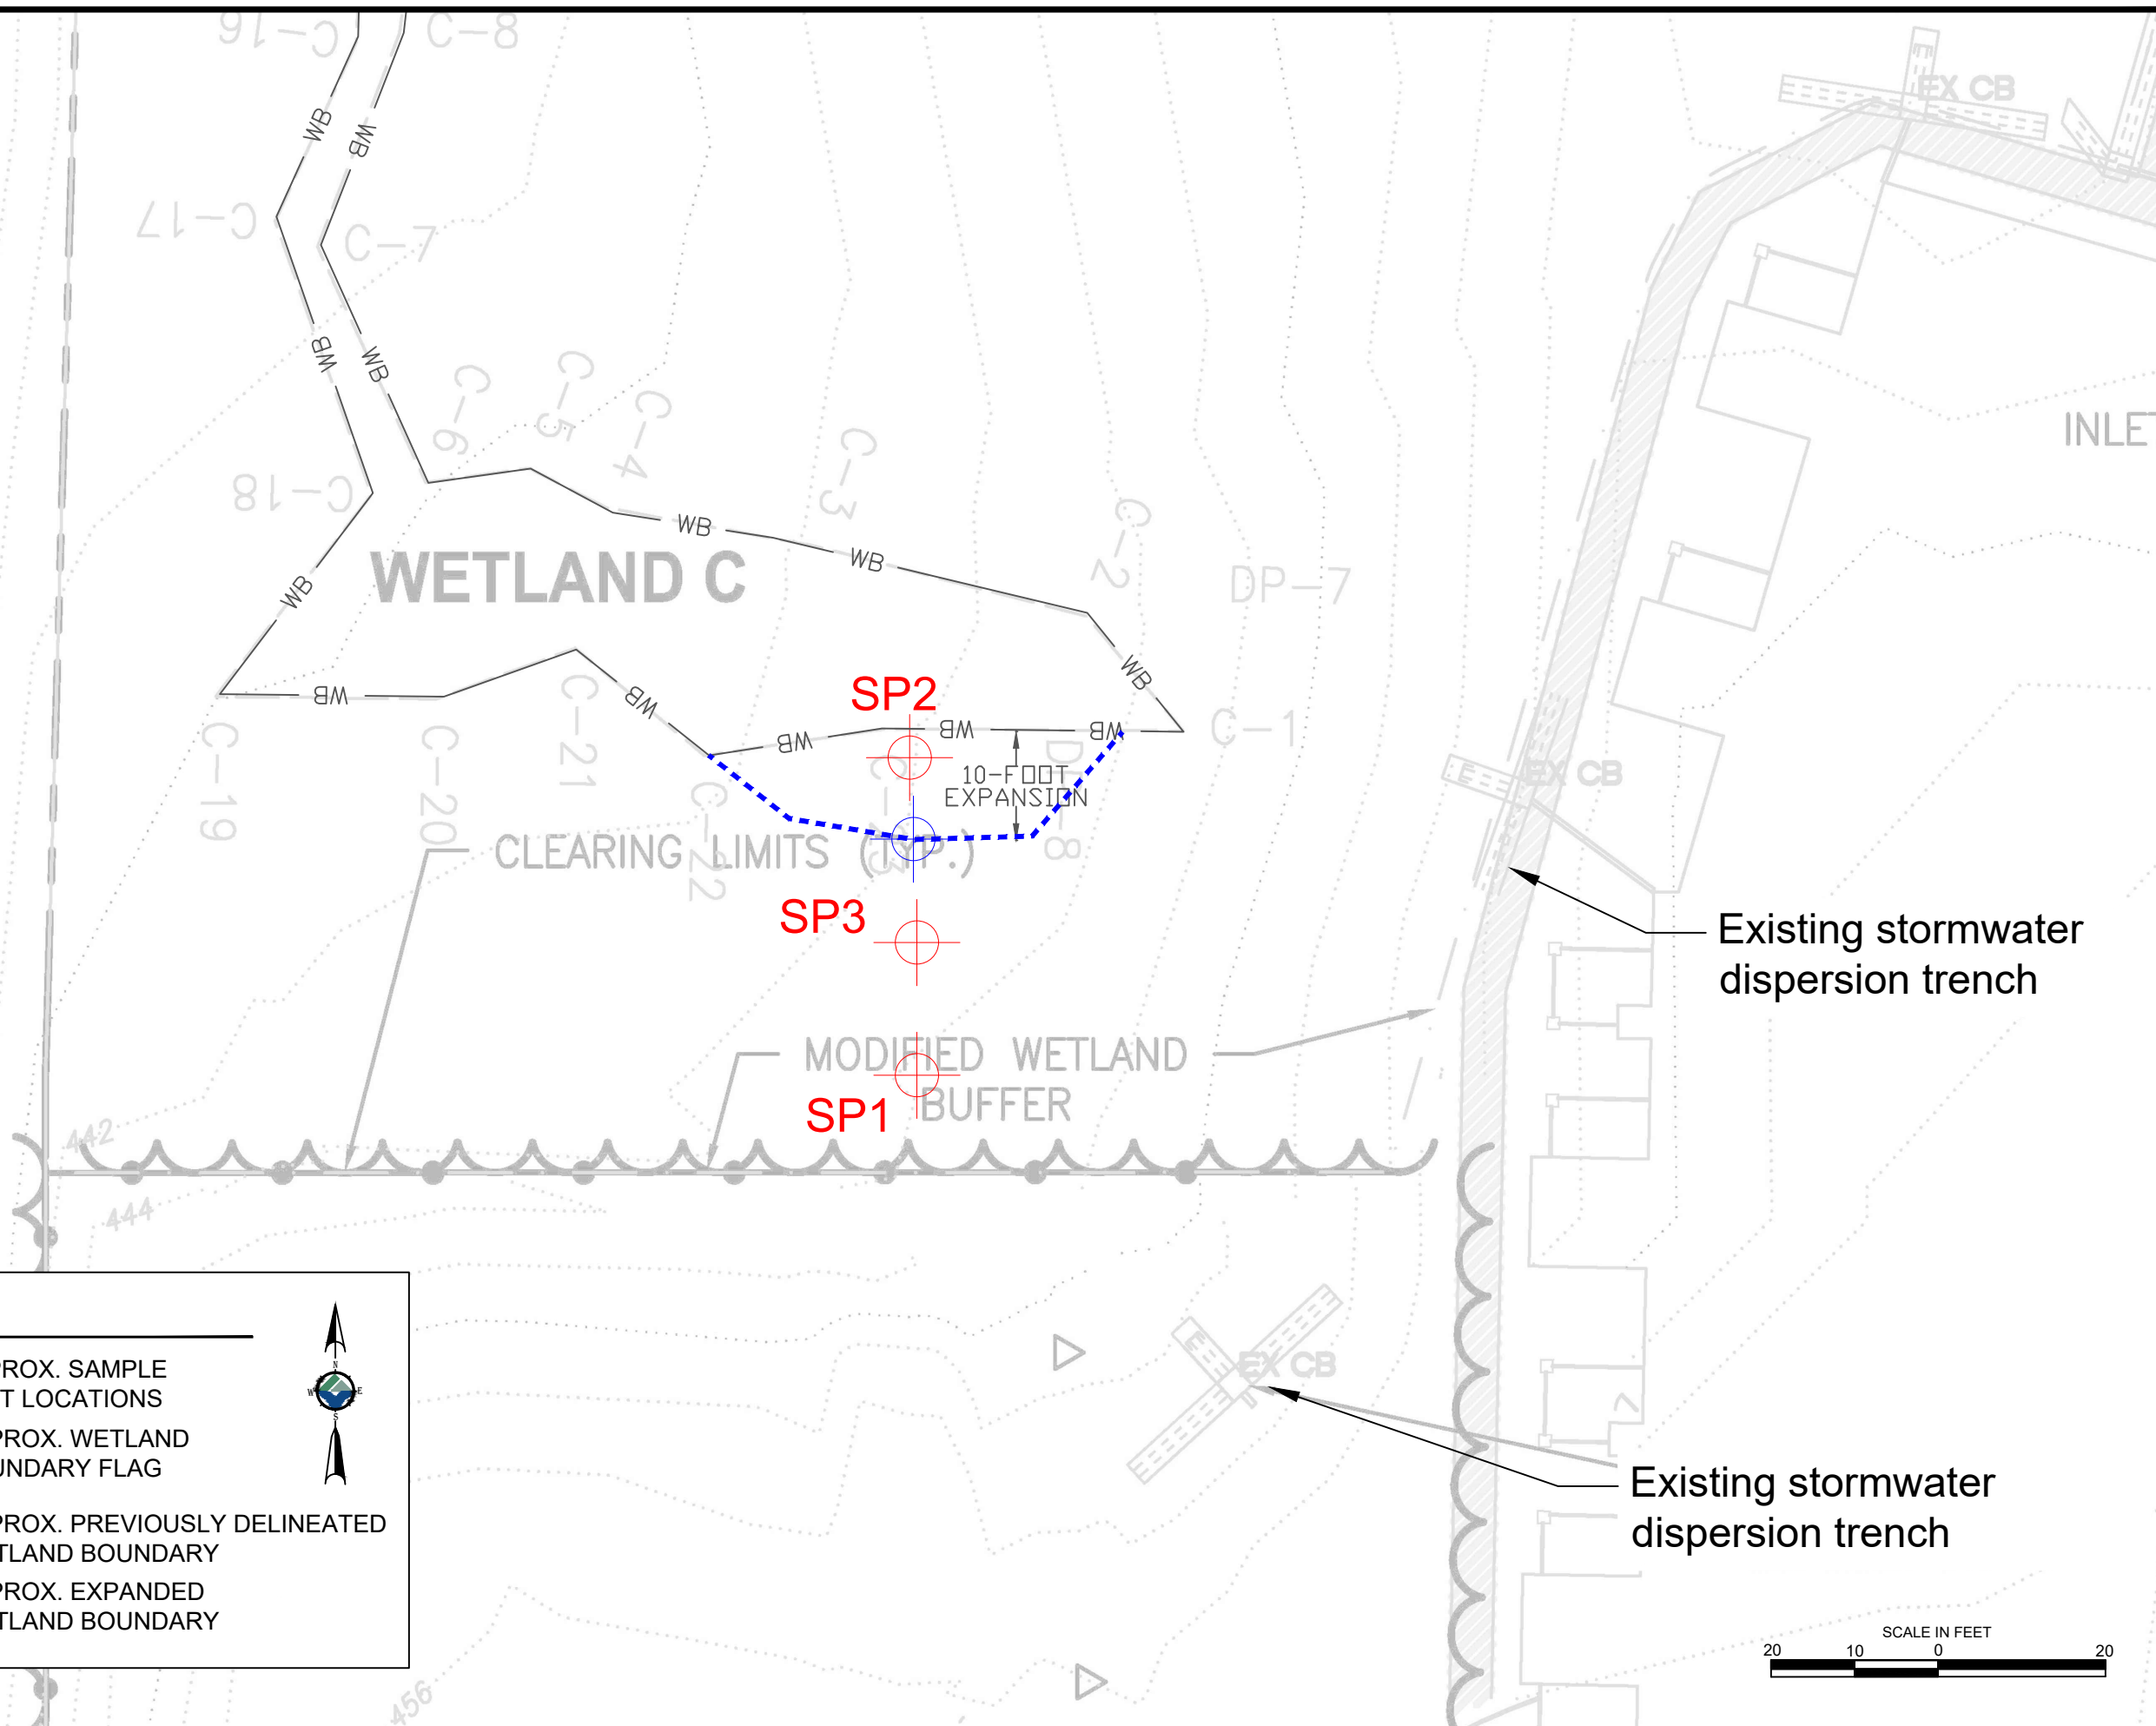 C-16
C-8
EX CB
WB
WB
C-17
C-7
WB
WB
C-6
C-5
C-4
C-3
C-2
INLET
C-18
WB
WB
WETLAND C
DP-7
WB
WB
WB
WB
SP2
WB
WB
WB
C-1
C-19
C-20
C-21
C-22
C-23
DP-8
10-FOOT
EXPANSION
EX CB
CLEARING LIMITS (TYP.)
SP3
Existing stormwater
dispersion trench
MODIFIED WETLAND
BUFFER
SP1
442
444
EX CB
N
W E
S
PROX. SAMPLE
T LOCATIONS
PROX. WETLAND
UNDARY FLAG
PROX. PREVIOUSLY DELINEATED
TLAND BOUNDARY
PROX. EXPANDED
TLAND BOUNDARY
Existing stormwater
dispersion trench
456
SCALE IN FEET
20 10 0 20